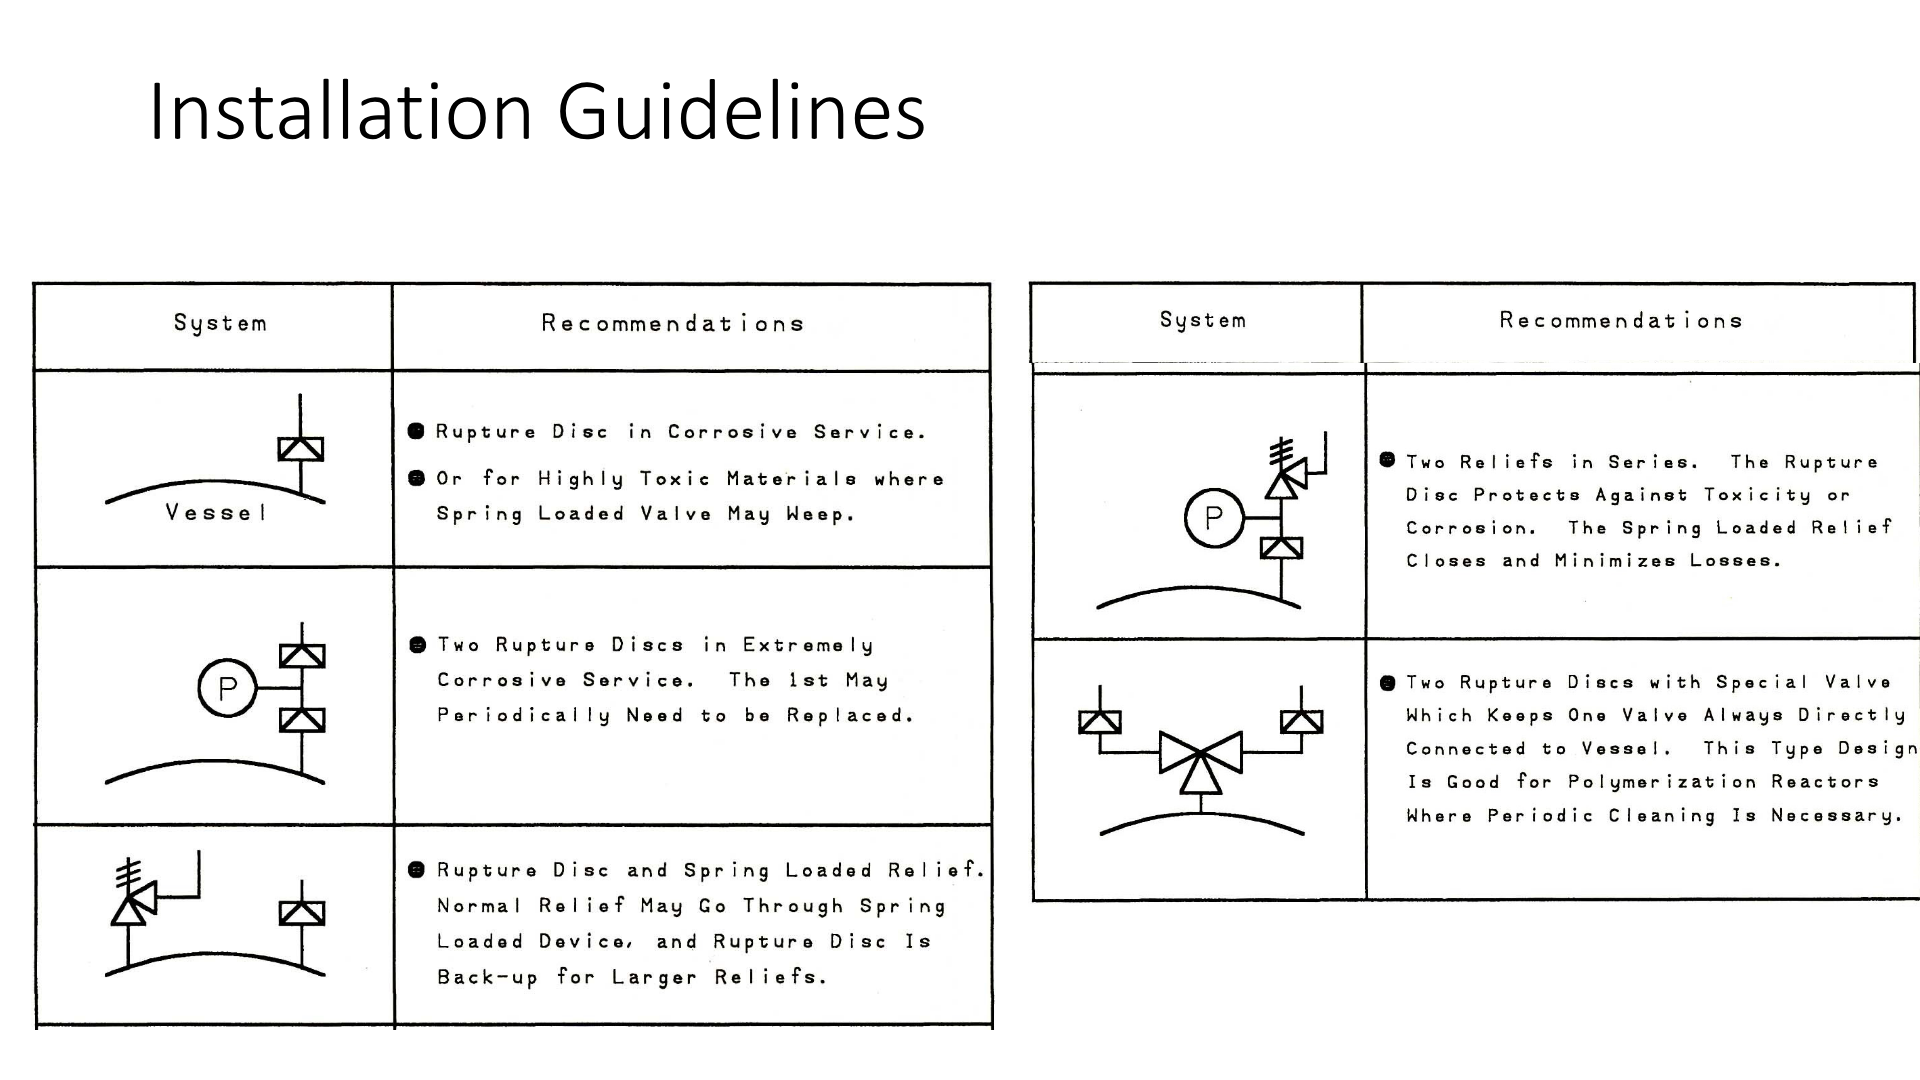 Installation Guidelines
System
Recommendations
Vessel
● Rupture Disc in Corrosive Service.
● Or for Highly Toxic Materials where
Spring Loaded Valve May Weep.
P
● Two Rupture Discs in Extremely
Corrosive Service. The 1st May
Periodically Need to be Replaced.
● Rupture Disc and Spring Loaded Relief.
Normal Relief May Go Through Spring
Loaded Device, and Rupture Disc Is
Back-up for Larger Reliefs.
System
Recommendations
P
● Two Reliefs in Series. The Rupture
Disc Protects Against Toxicity or
Corrosion. The Spring Loaded Relief
Closes and Minimizes Losses.
● Two Rupture Discs with Special Valve
Which Keeps One Valve Always Directly
Connected to Vessel. This Type Design
Is Good for Polymerization Reactors
Where Periodic Cleaning Is Necessary.